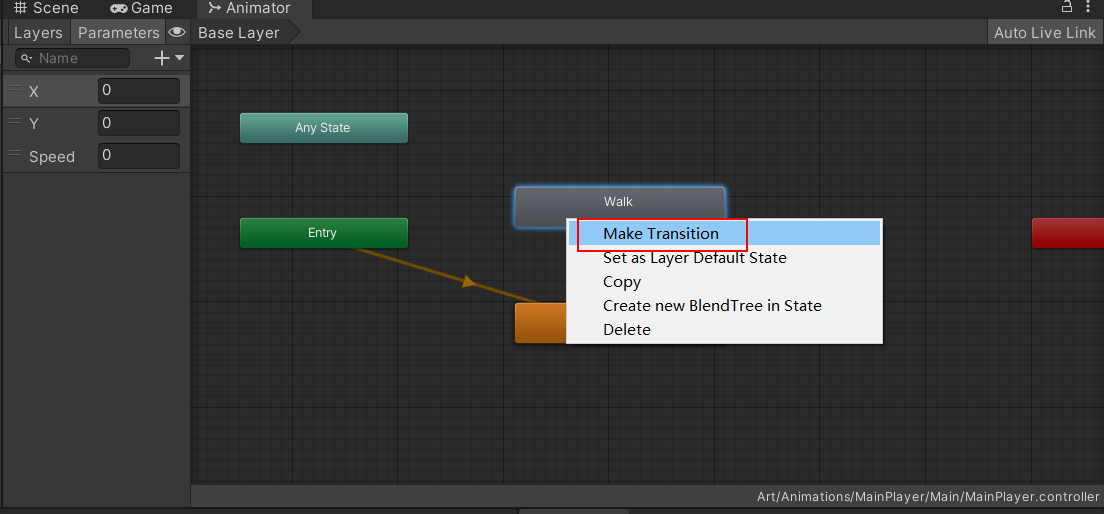 Scene Game Animator
Layers Parameters Base Layer Auto Live Link
Name
X 0
Y 0
Speed 0
Any State
Walk
Entry
Make Transition
Set as Layer Default State
Copy
Create new BlendTree in State
Delete
Art/Animations/MainPlayer/Main/MainPlayer.controller